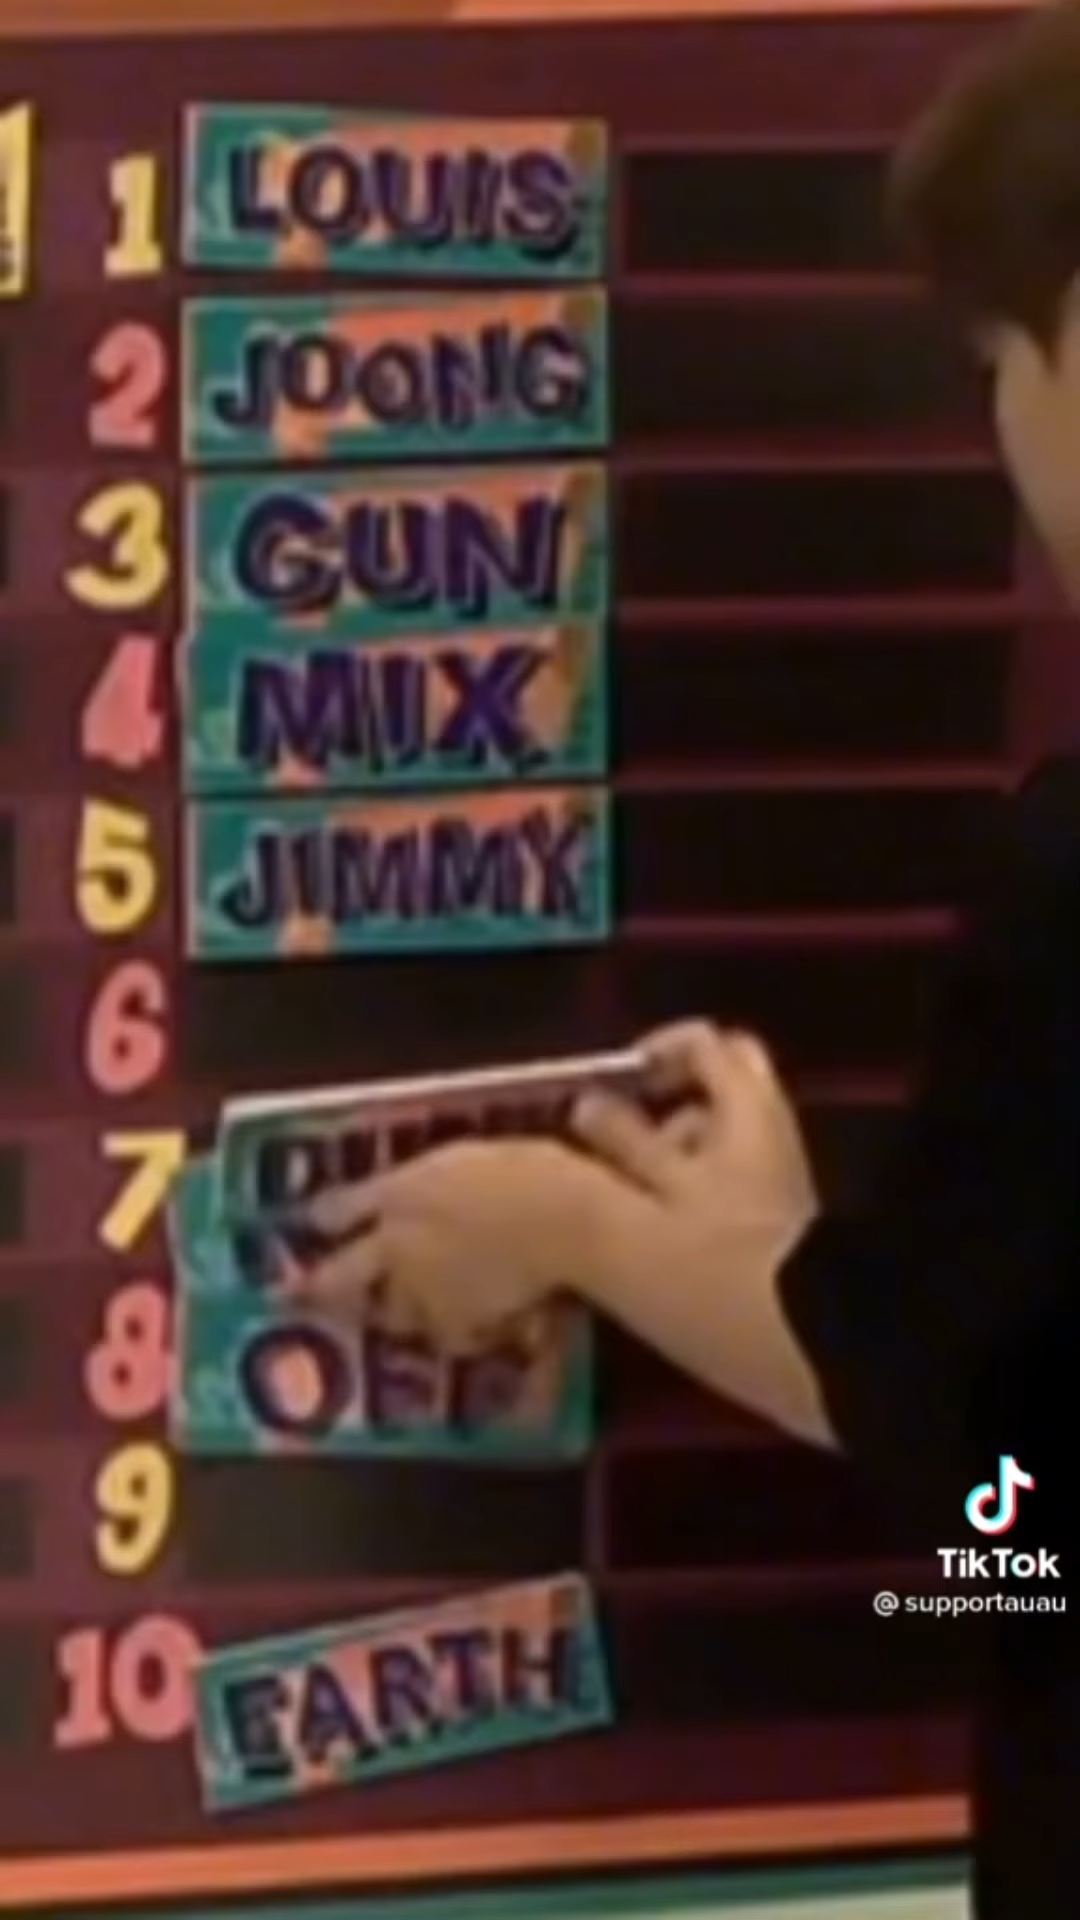 1 LOUIS
2 JOONG
3 GUN
4 MIX
5 JIMMY
6
7
8 OFF
9
10 EARTH
TikTok
@supportauau